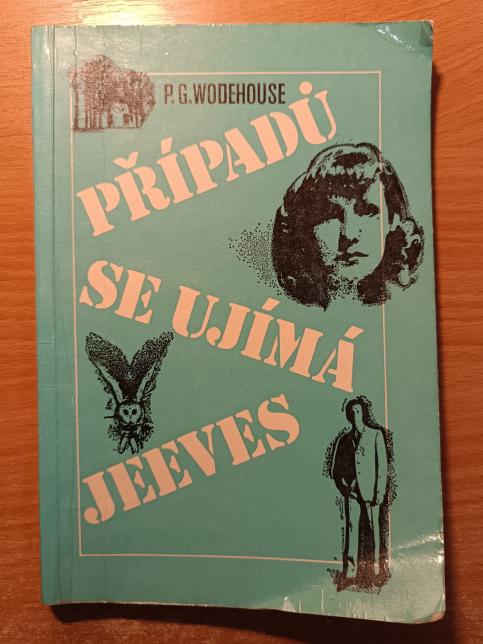 P. G. WODEHOUSE
PŘÍPADŮ
SE UJÍMÁ
JEEVES